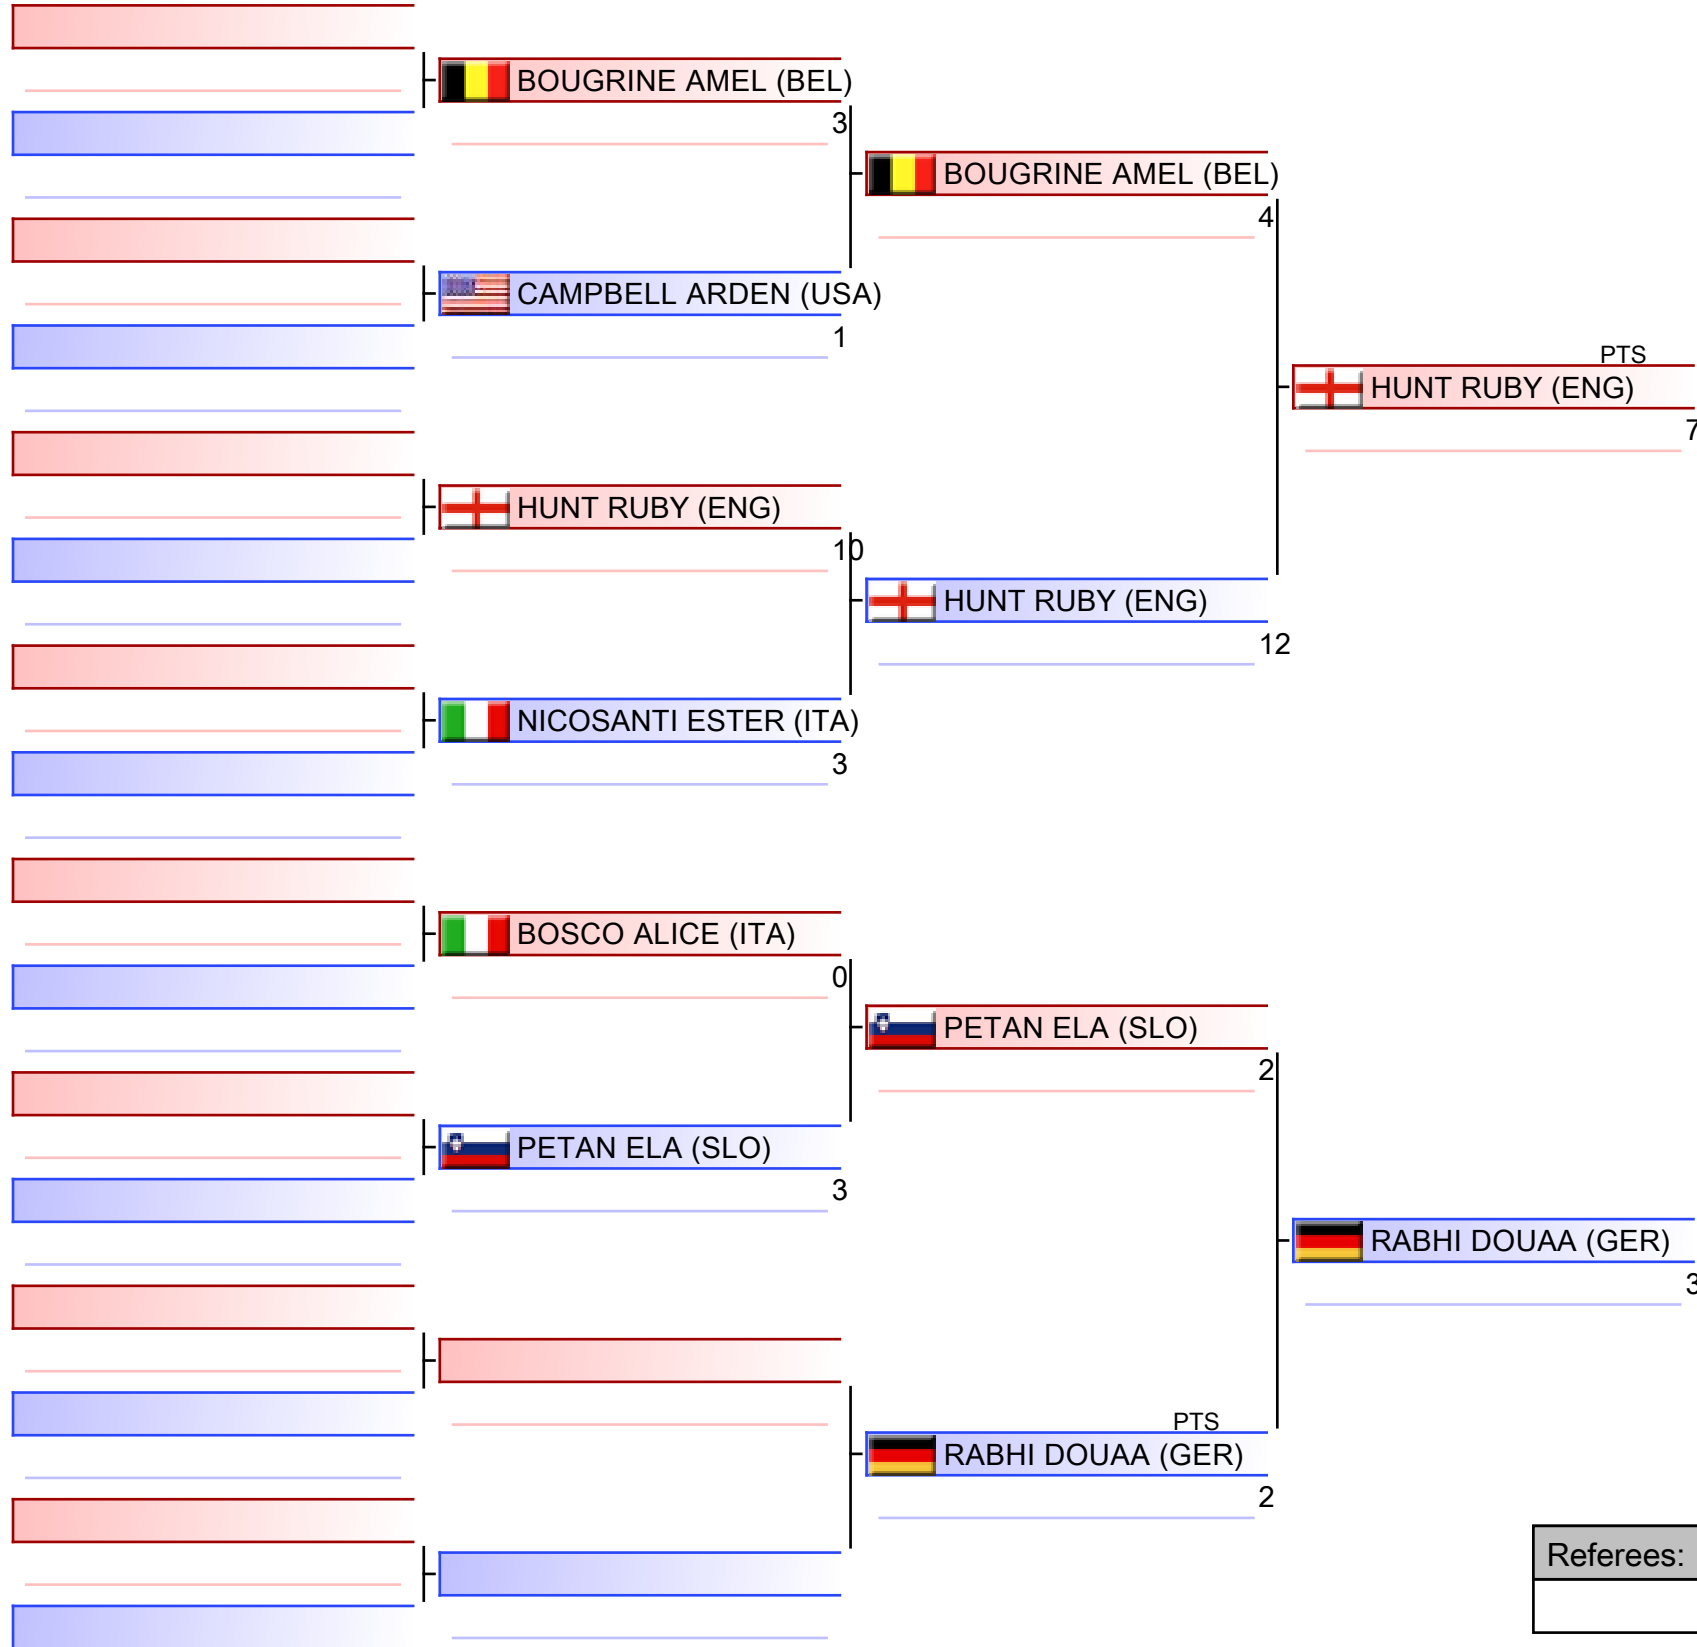 BOUGRINE AMEL (BEL)
3
BOUGRINE AMEL (BEL)
4
CAMPBELL ARDEN (USA)
1
PTS
HUNT RUBY (ENG)
7
HUNT RUBY (ENG)
10
HUNT RUBY (ENG)
12
NICOSANTI ESTER (ITA)
3
BOSCO ALICE (ITA)
0
PETAN ELA (SLO)
2
PETAN ELA (SLO)
3
RABHI DOUAA (GER)
3
PTS
RABHI DOUAA (GER)
2
Referees: